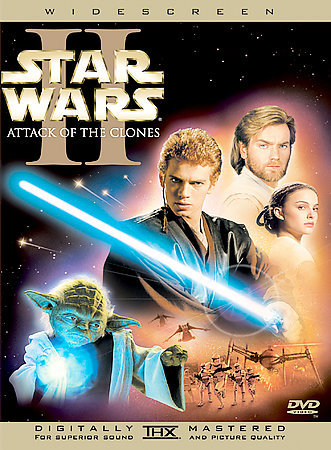 WIDESCREEN
II
STAR
WARS
ATTACK OF THE CLONES
DVD
VIDEO
DIGITALLY THX MASTERED
FOR SUPERIOR SOUND AND PICTURE QUALITY